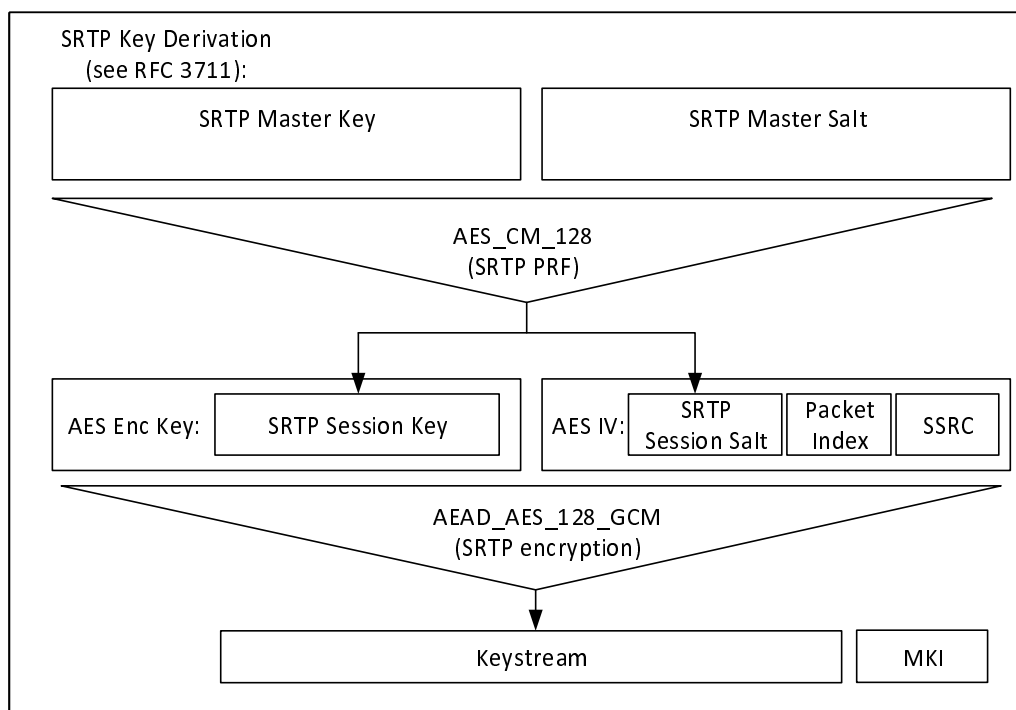 SRTP Key Derivation
(see RFC 3711):
SRTP Master Key
SRTP Master Salt
AES_CM_128
(SRTP PRF)
AES Enc Key:
SRTP Session Key
AES IV:
SRTP
Session Salt
Packet
Index
SSRC
AEAD_AES_128_GCM
(SRTP encryption)
Keystream
MKI